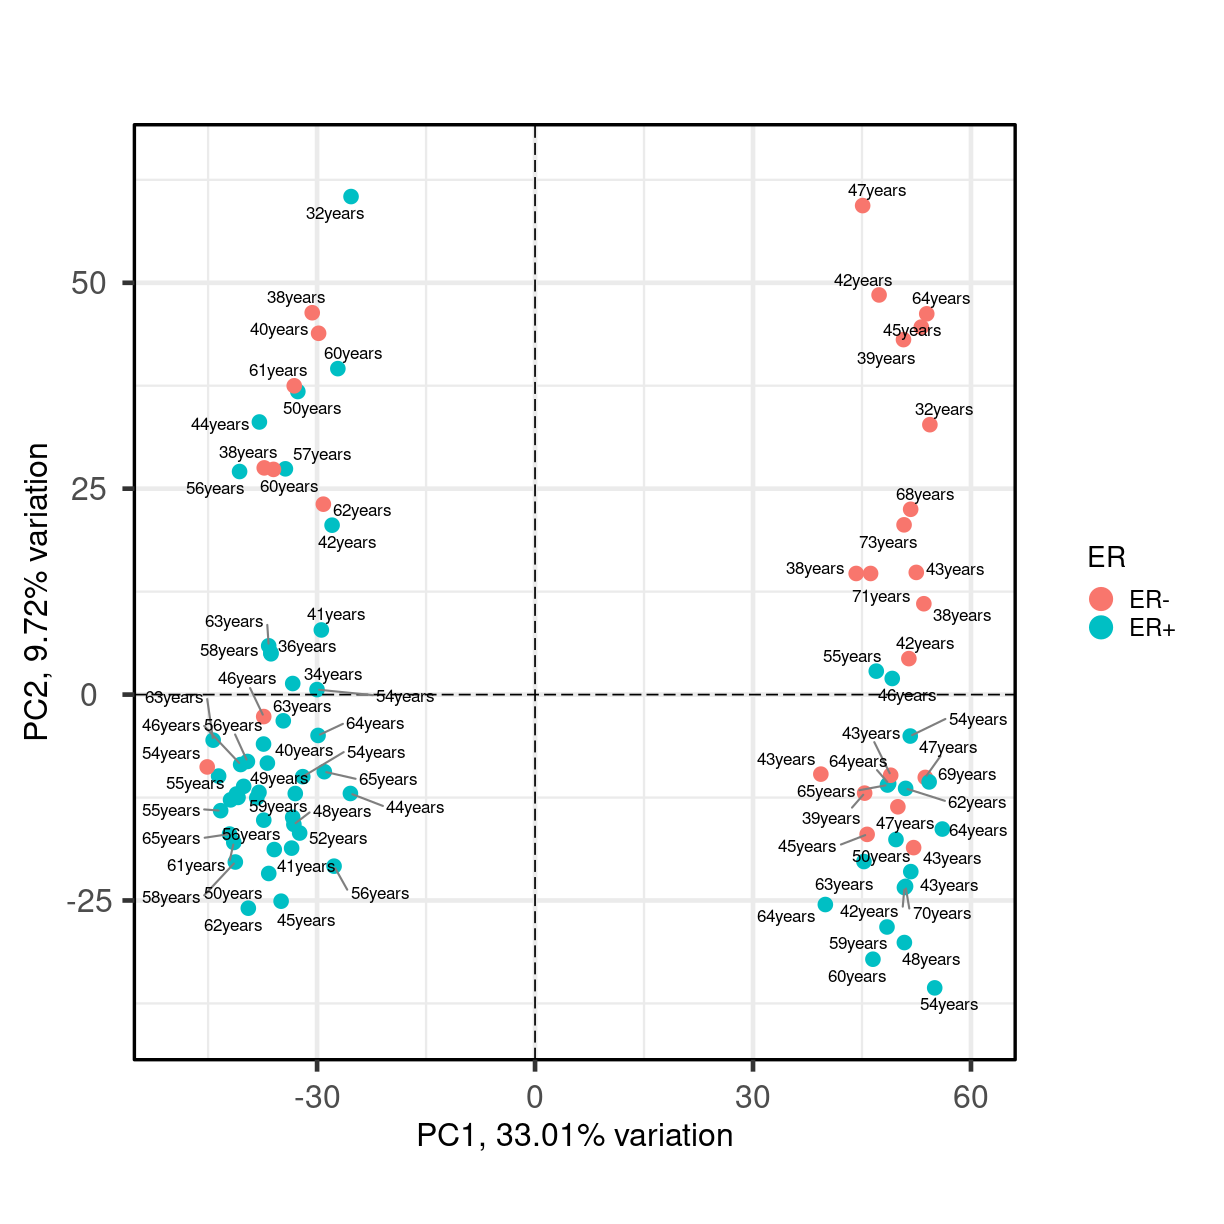 47years
32years
42years
38years
64years
40years
45years
60years
39years
61years
50years
32years
44years
38years
57years
56years
60years
68years
62years
42years
73years
38years
43years
71years
41years
38years
63years
36years
58years
42years
55years
34years
46years
63years
54years
46years
63years
54years
46years
56years
64years
43years
47years
54years
40years
54years
43years
64years
69years
55years
49years
65years
65years
55years
59years
48years
44years
39years
62years
65years
56years
52years
45years
47years
64years
61years
41years
50years
43years
58years
50years
56years
63years
43years
62years
45years
64years
42years
70years
59years
48years
60years
54years
50
25
0
-25
-30
0
30
60
PC1, 33.01% variation
PC2, 9.72% variation
ER
ER-
ER+